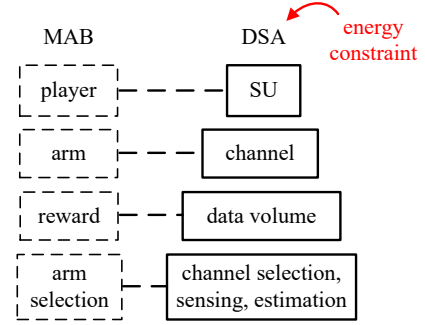 MAB
DSA
energy
constraint
player
SU
arm
channel
reward
data volume
arm
selection
channel selection,
sensing, estimation